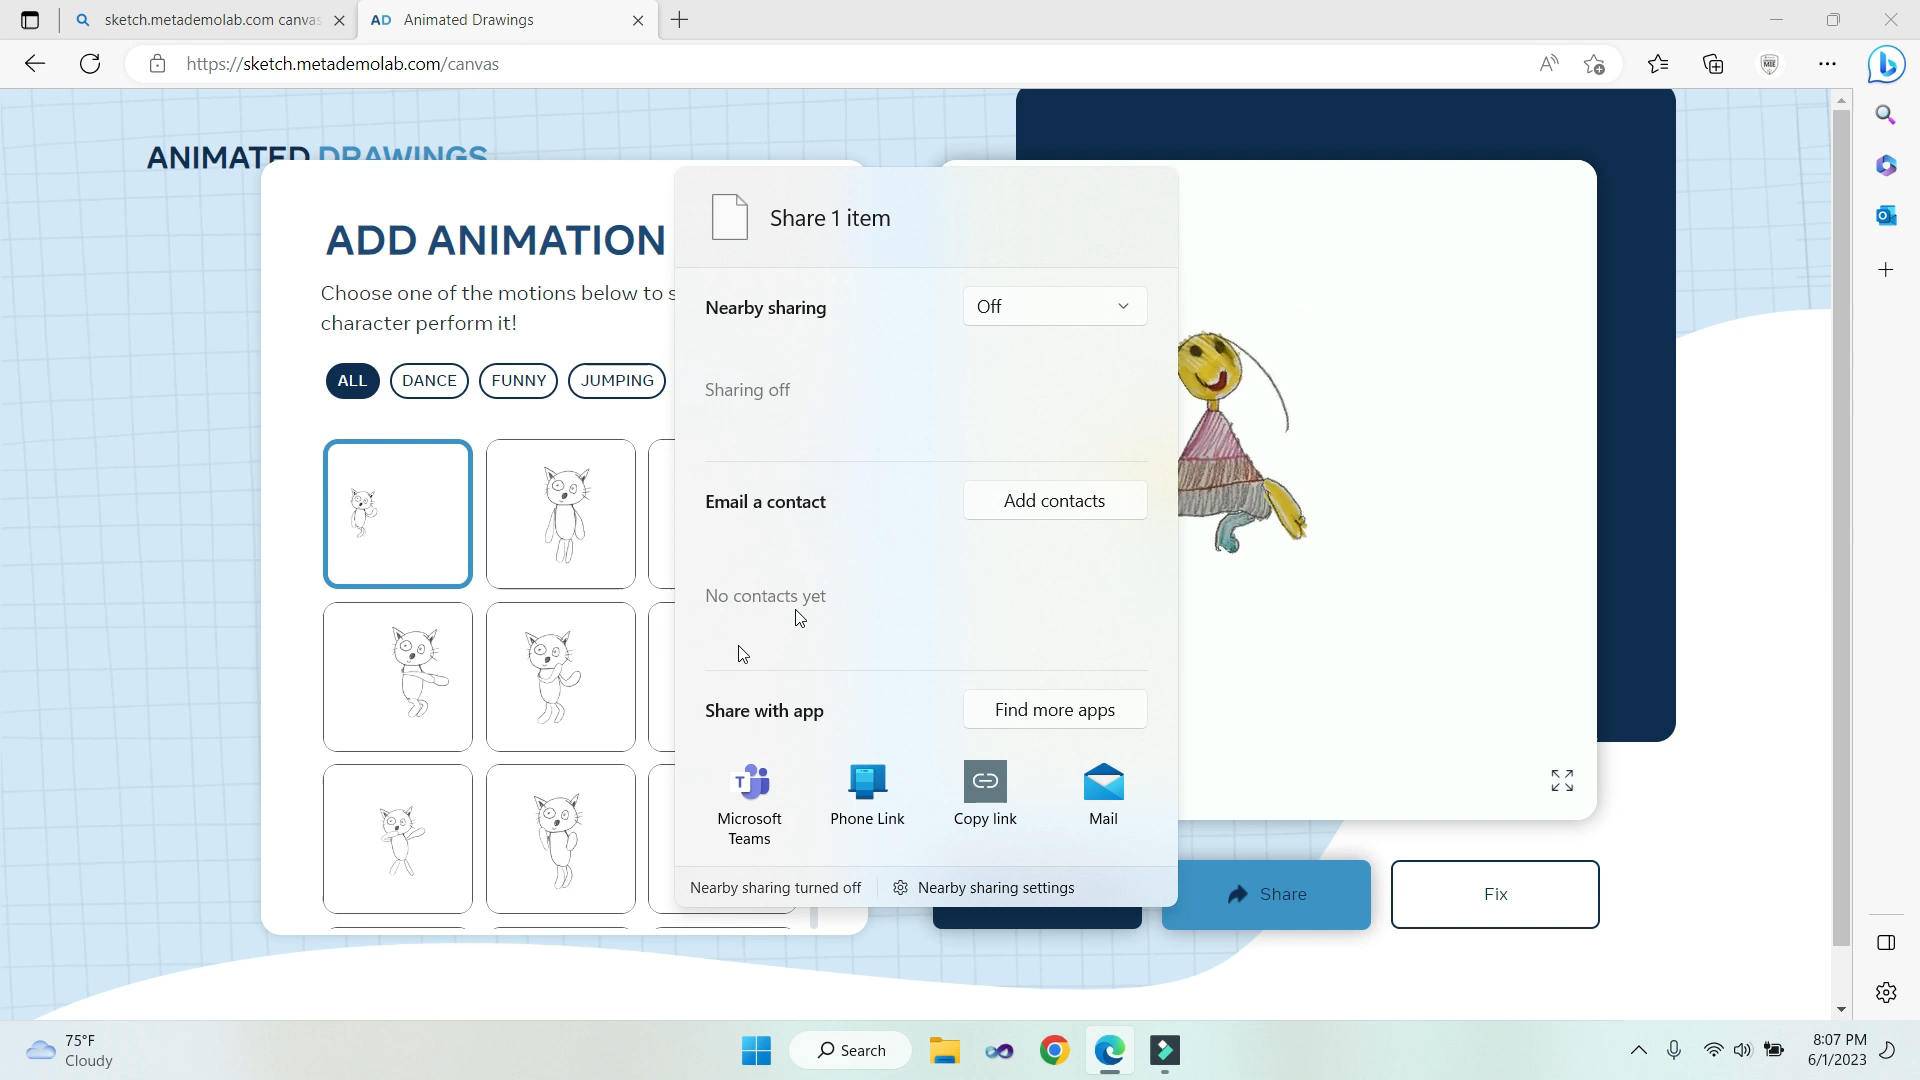 sketch.metademolab.com canvas
AD Animated Drawings
https://sketch.metademolab.com/canvas
ANIMATED DRAWINGS
ADD ANIMATION
Choose one of the motions below to s
character perform it!
ALL
DANCE
FUNNY
JUMPING
Share 1 item
Nearby sharing
Off
Sharing off
Email a contact
Add contacts
No contacts yet
Share with app
Find more apps
Microsoft
Teams
Phone Link
Copy link
Mail
Nearby sharing turned off
Nearby sharing settings
Share
Fix
75°F
Cloudy
Search
8:07 PM
6/1/2023